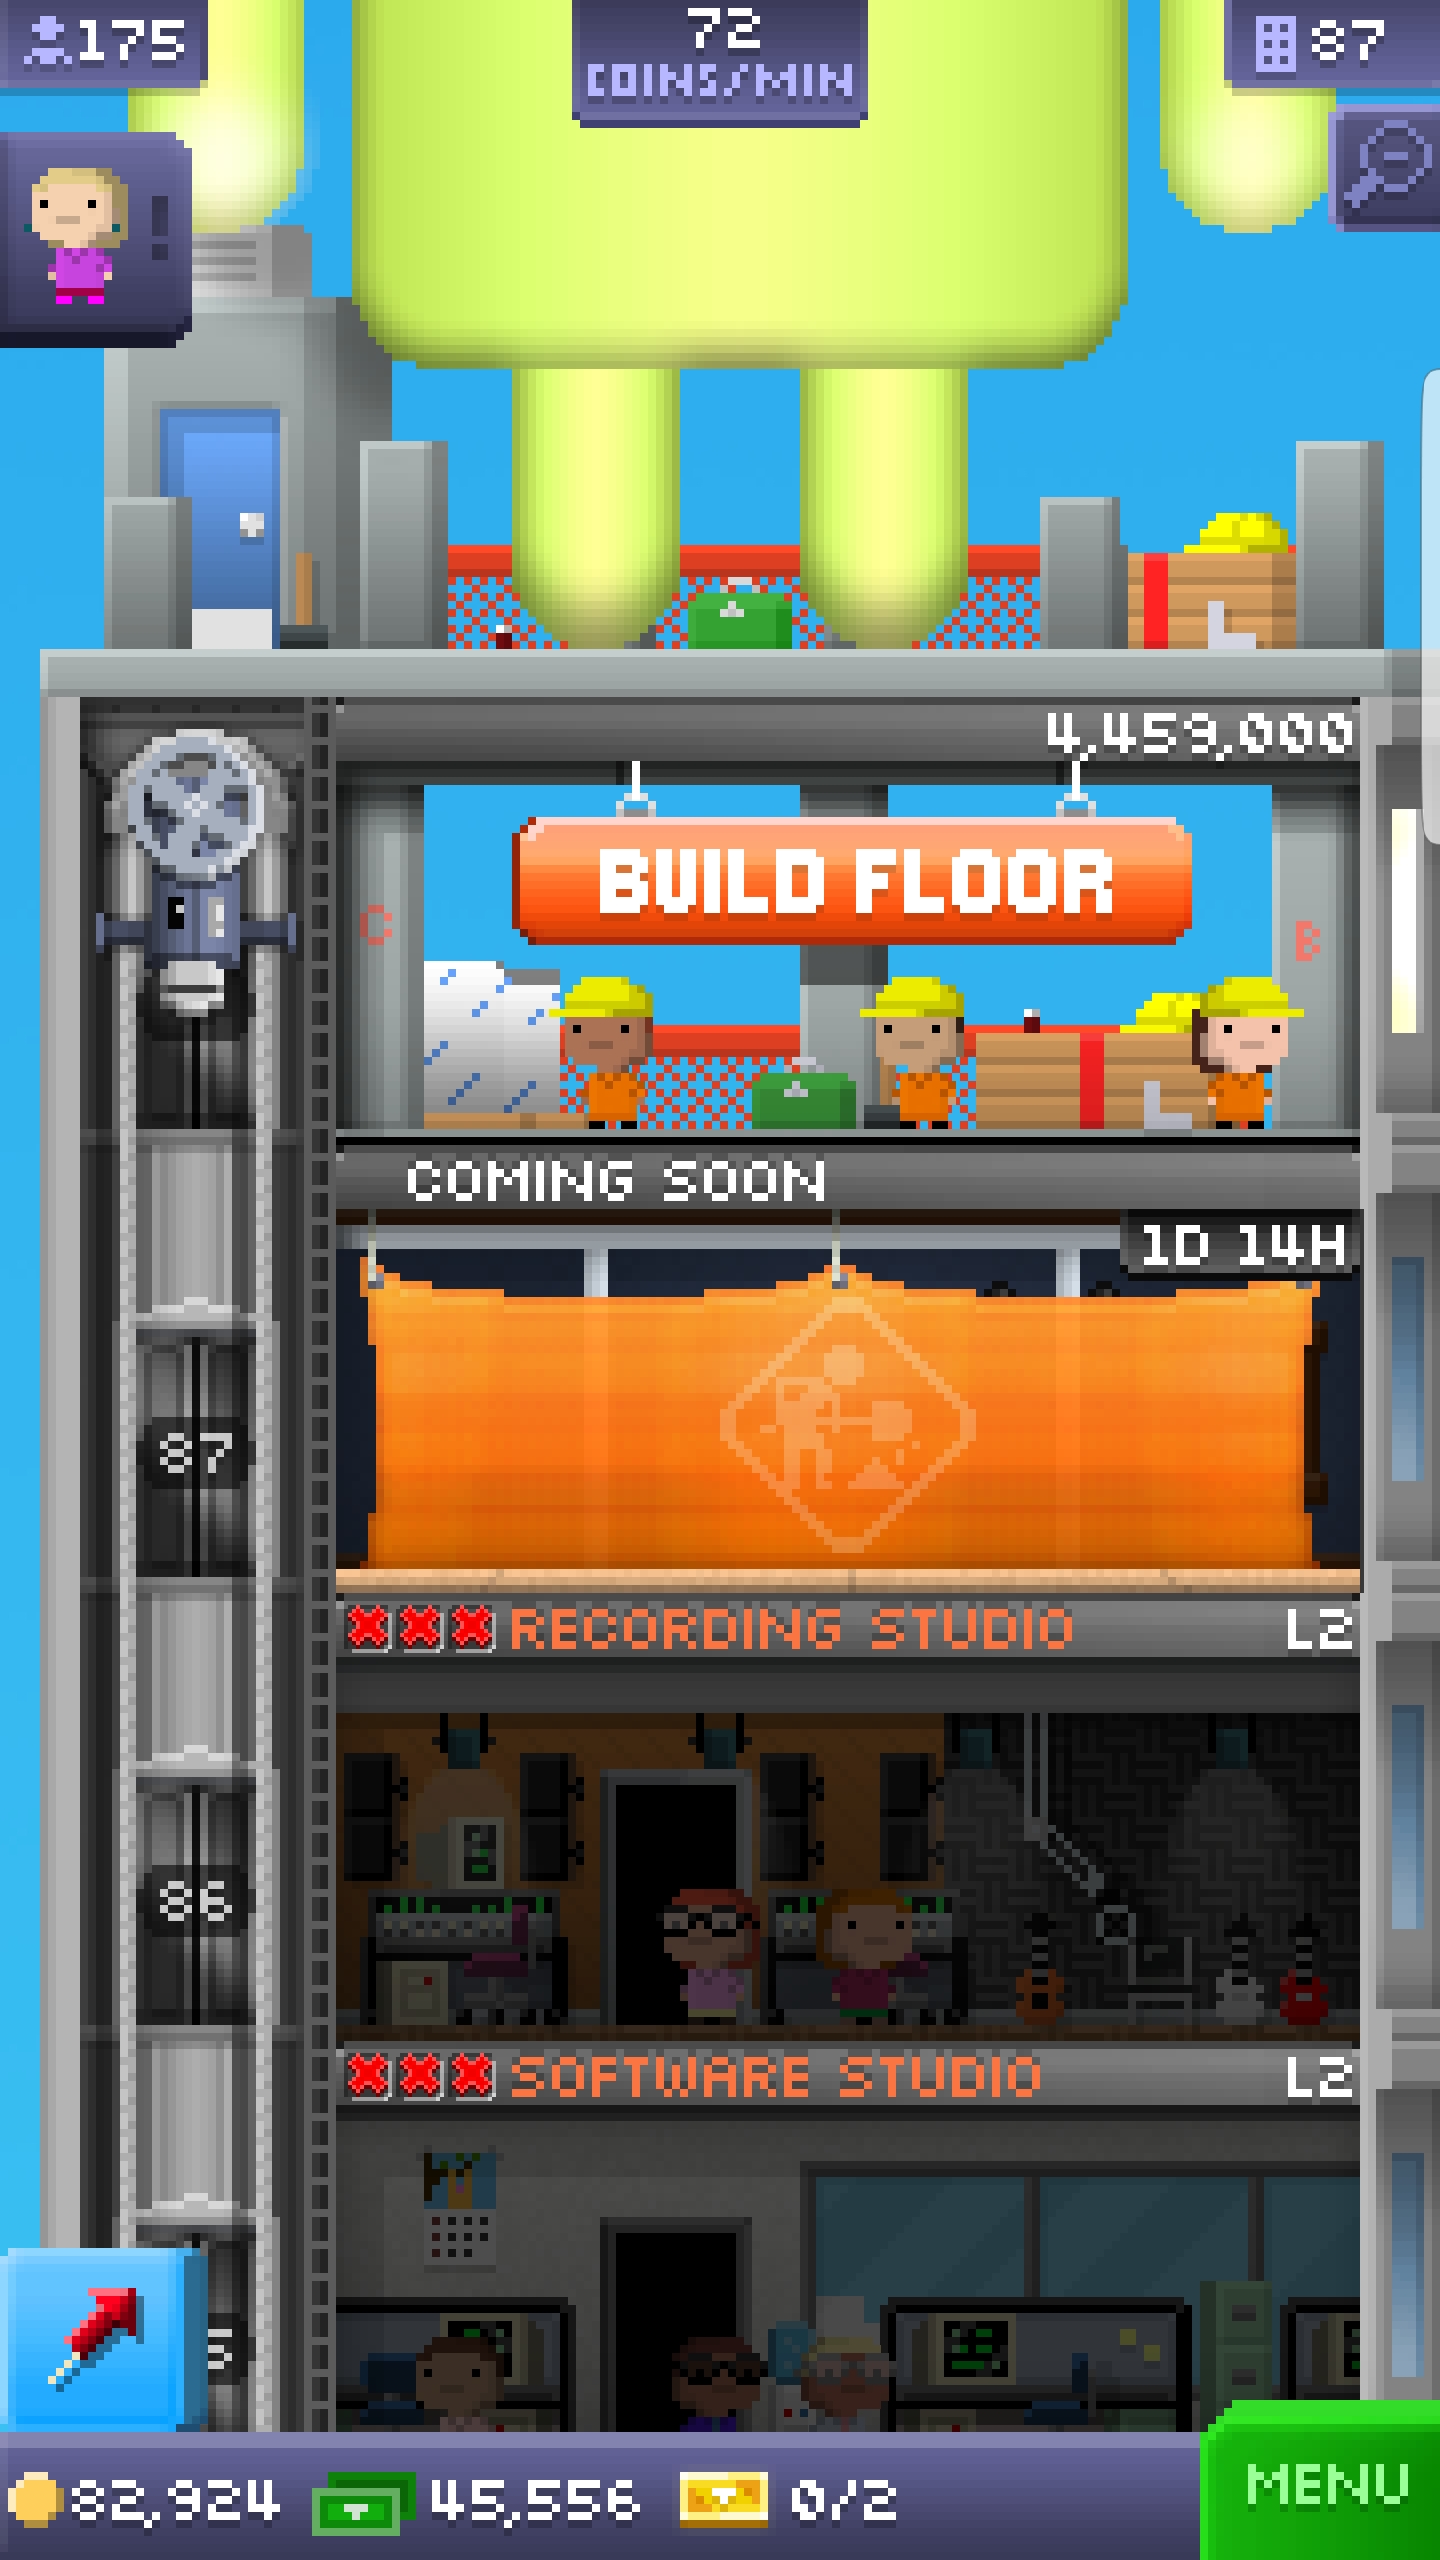 175
72
COINS/MIN
87
4,459,000
BUILD FLOOR
C
B
COMING SOON
1D 14H
87
RECORDING STUDIO L2
86
SOFTWARE STUDIO L2
5
82,924 45,556 0/2
MENU